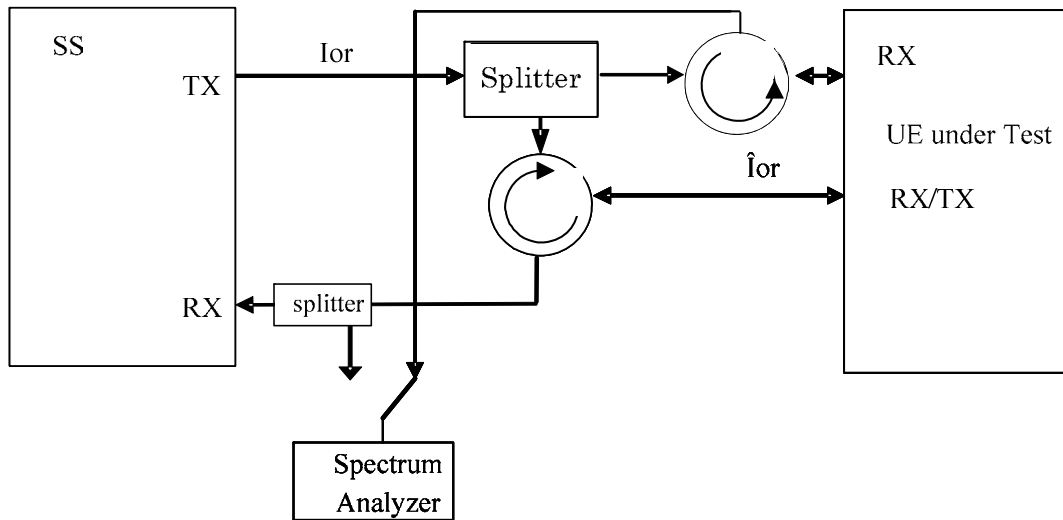 SS
Ior
TX
Splitter
RX
UE under Test
Îor
RX/TX
RX
splitter
Spectrum
Analyzer